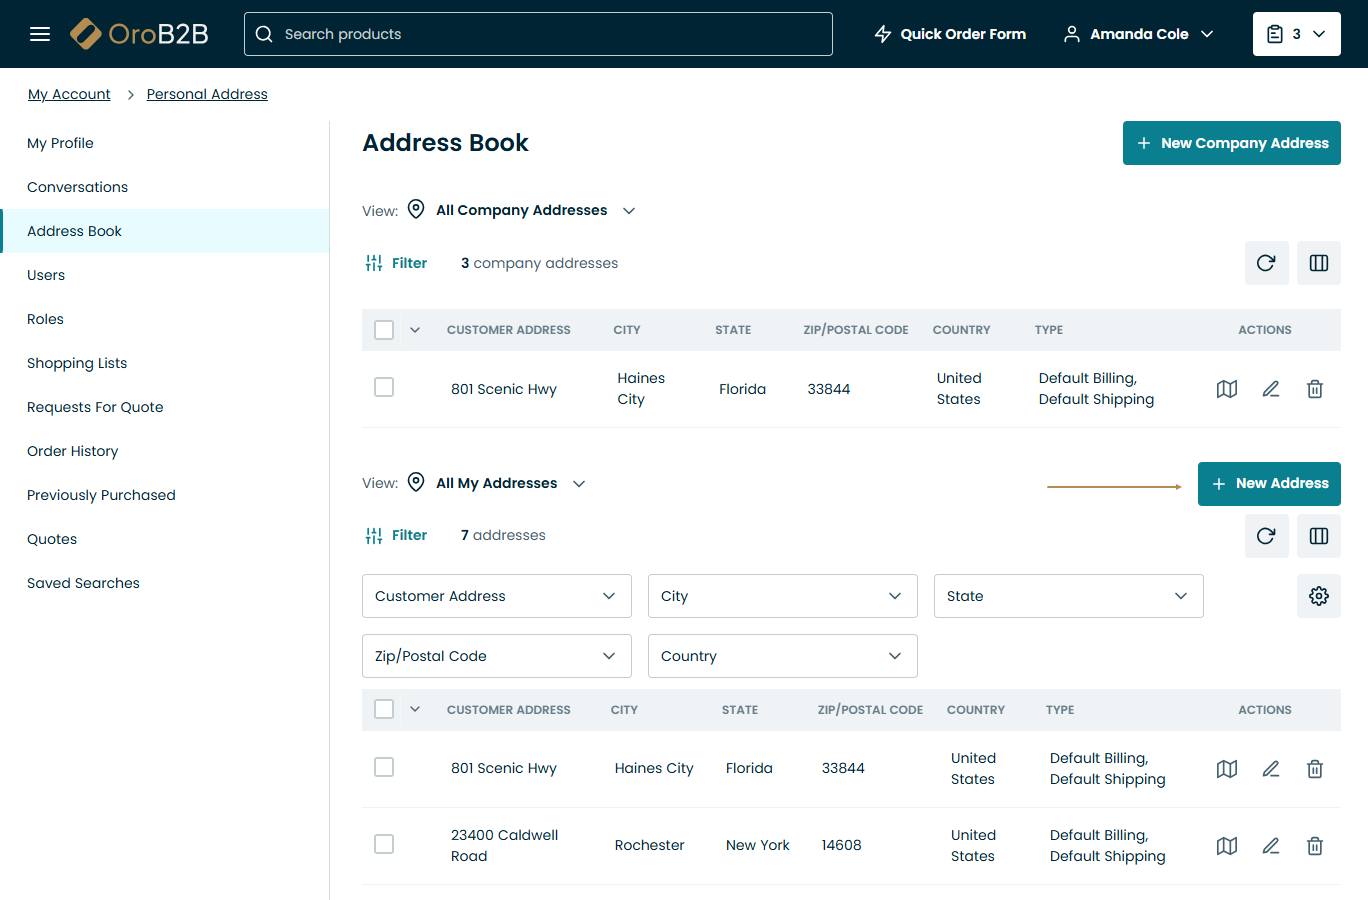 OroB2B
Search products
Quick Order Form
Amanda Cole
3
My Account
Personal Address
My Profile
Conversations
Address Book
Users
Roles
Shopping Lists
Requests For Quote
Order History
Previously Purchased
Quotes
Saved Searches
Address Book
New Company Address
View: All Company Addresses
Filter 3 company addresses
CUSTOMER ADDRESS CITY STATE ZIP/POSTAL CODE COUNTRY TYPE ACTIONS
801 Scenic Hwy Haines City Florida 33844 United States Default Billing, Default Shipping
View: All My Addresses
New Address
Filter 7 addresses
Customer Address City State
Zip/Postal Code Country
CUSTOMER ADDRESS CITY STATE ZIP/POSTAL CODE COUNTRY TYPE ACTIONS
801 Scenic Hwy Haines City Florida 33844 United States Default Billing, Default Shipping
23400 Caldwell Road Rochester New York 14608 United States Default Billing, Default Shipping